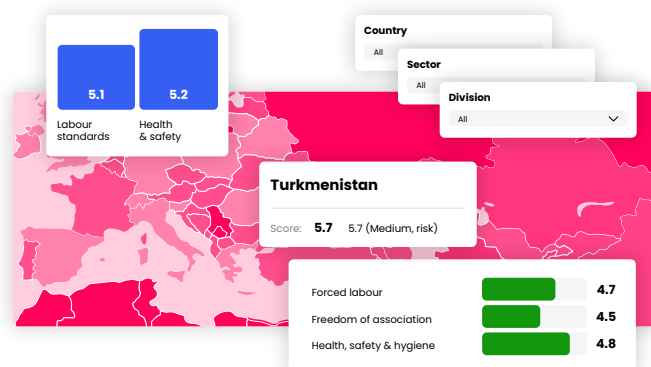 5.1
5.2
Labour
standards
Health
& safety
Country
All
Sector
All
Division
All
Turkmenistan
Score: 5.7 5.7 (Medium, risk)
Forced labour 4.7
Freedom of association 4.5
Health, safety & hygiene 4.8